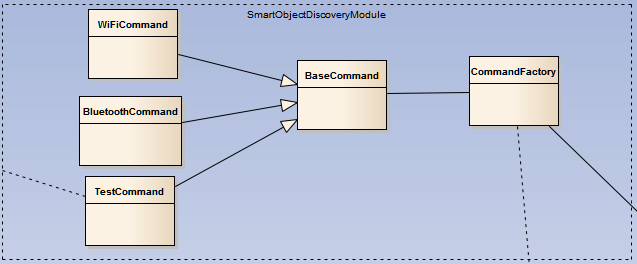 SmartObjectDiscoveryModule
WiFiCommand
BaseCommand
CommandFactory
BluetoothCommand
TestCommand